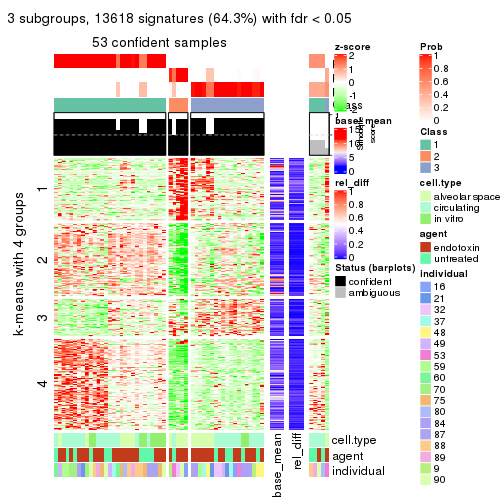 3 subgroups, 13618 signatures (64.3%) with fdr < 0.05
53 confident samples
k-means with 4 groups
1
2
3
4
cell.type
agent
individual
base_mean
rel_diff
z-score
2
1
0
-1
-2
base_mean
15
10
5
0
rel_diff
1
0.8
0.6
0.4
0.2
0
Status (barplots)
confident
ambiguous
Prob
1
0.8
0.6
0.4
0.2
0
Class
1
2
3
cell.type
alveolar space
circulating
in vitro
agent
endotoxin
untreated
individual
16
21
32
37
48
49
53
59
60
70
75
80
84
87
88
89
9
90